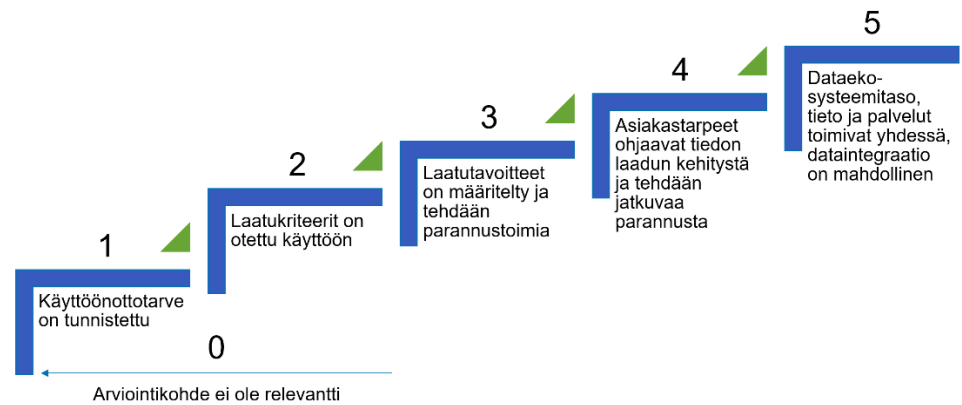 1
Käyttöönottotarve
on tunnistettu
2
Laatukriteerit on
otettu käyttöön
3
Laatutavoitteet
on määritelty ja
tehdään
parannustoimia
4
Asiakastarpeet
ohjaavat tiedon
laadun kehitystä
ja tehdään
jatkuvaa
parannusta
5
Dataeko-
systeemitaso,
tieto ja palvelut
toimivat yhdessä,
dataintegraatio
on mahdollinen
0
Arviointikohde ei ole relevantti